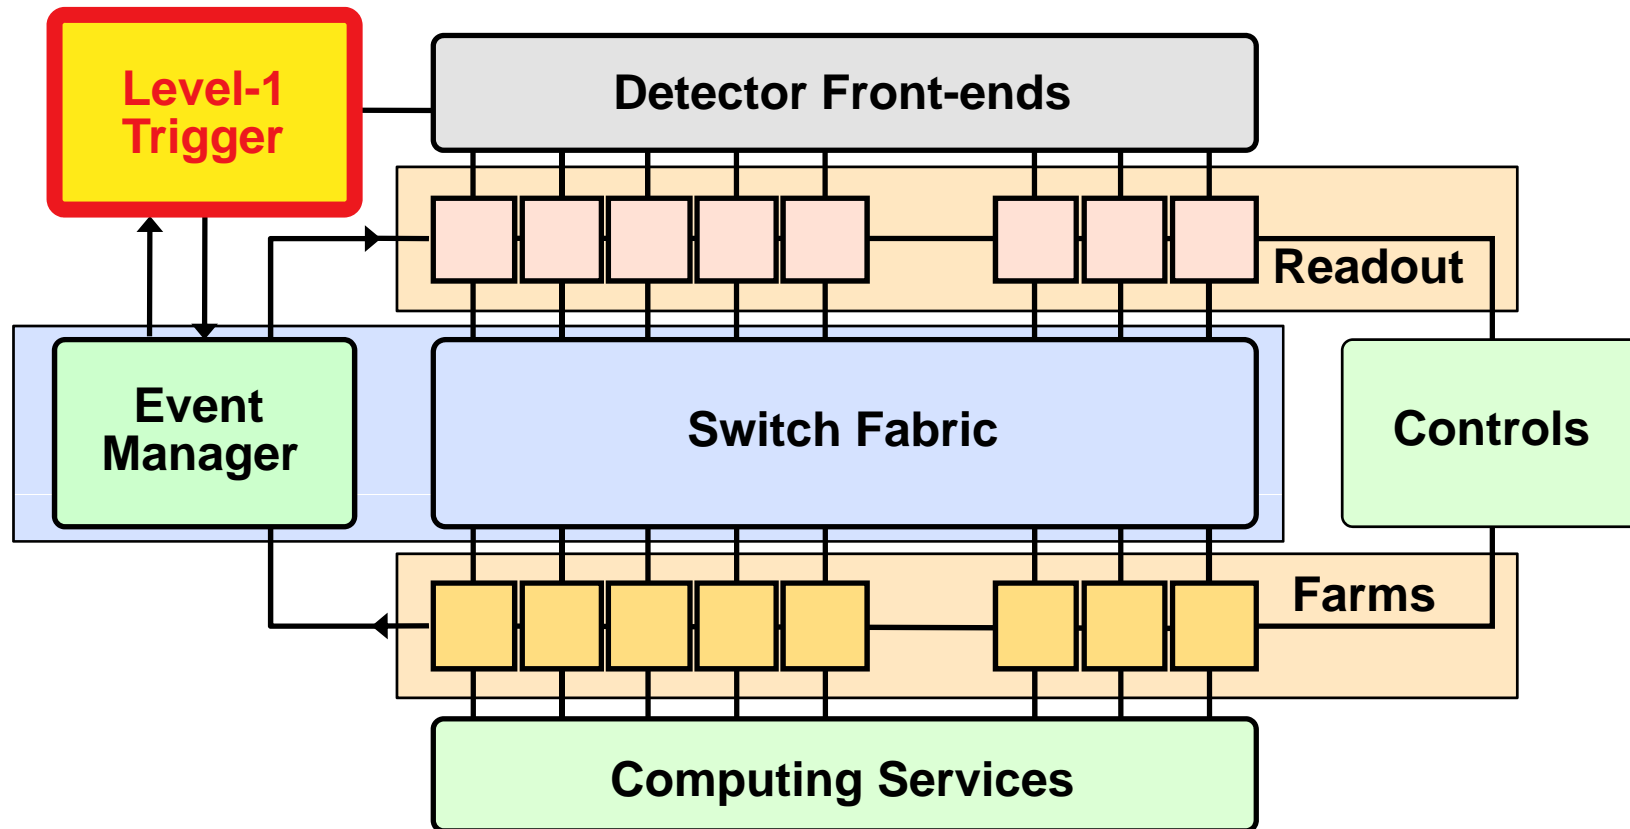 Level-1
Trigger
Detector Front-ends
Readout
Event
Manager
Switch Fabric
Controls
Farms
Computing Services